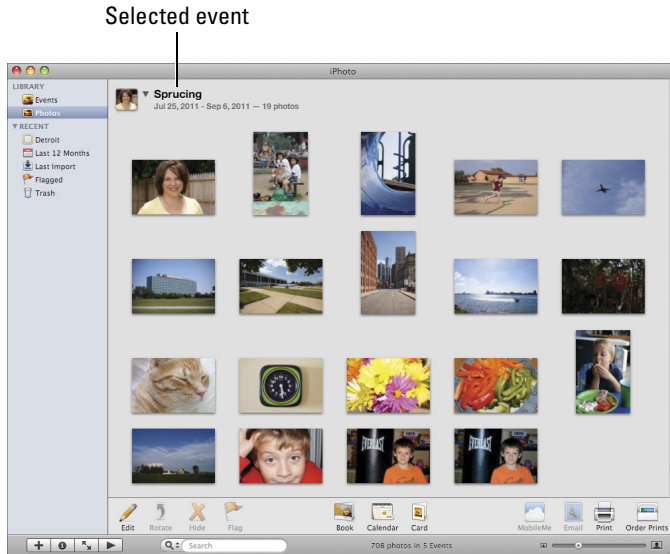 Selected event
iPhoto
LIBRARY
Events
Photos
RECENT
Detroit
Last 12 Months
Last Import
Flagged
Trash
Sprucing
Jul 25, 2011 - Sep 6, 2011 — 19 photos
EVERLAST
EVERLAST
Edit
Rotate
Hide
Flag
Book
Calendar
Card
MobileMe
Email
Print
Order Prints
Search
708 photos in 5 Events